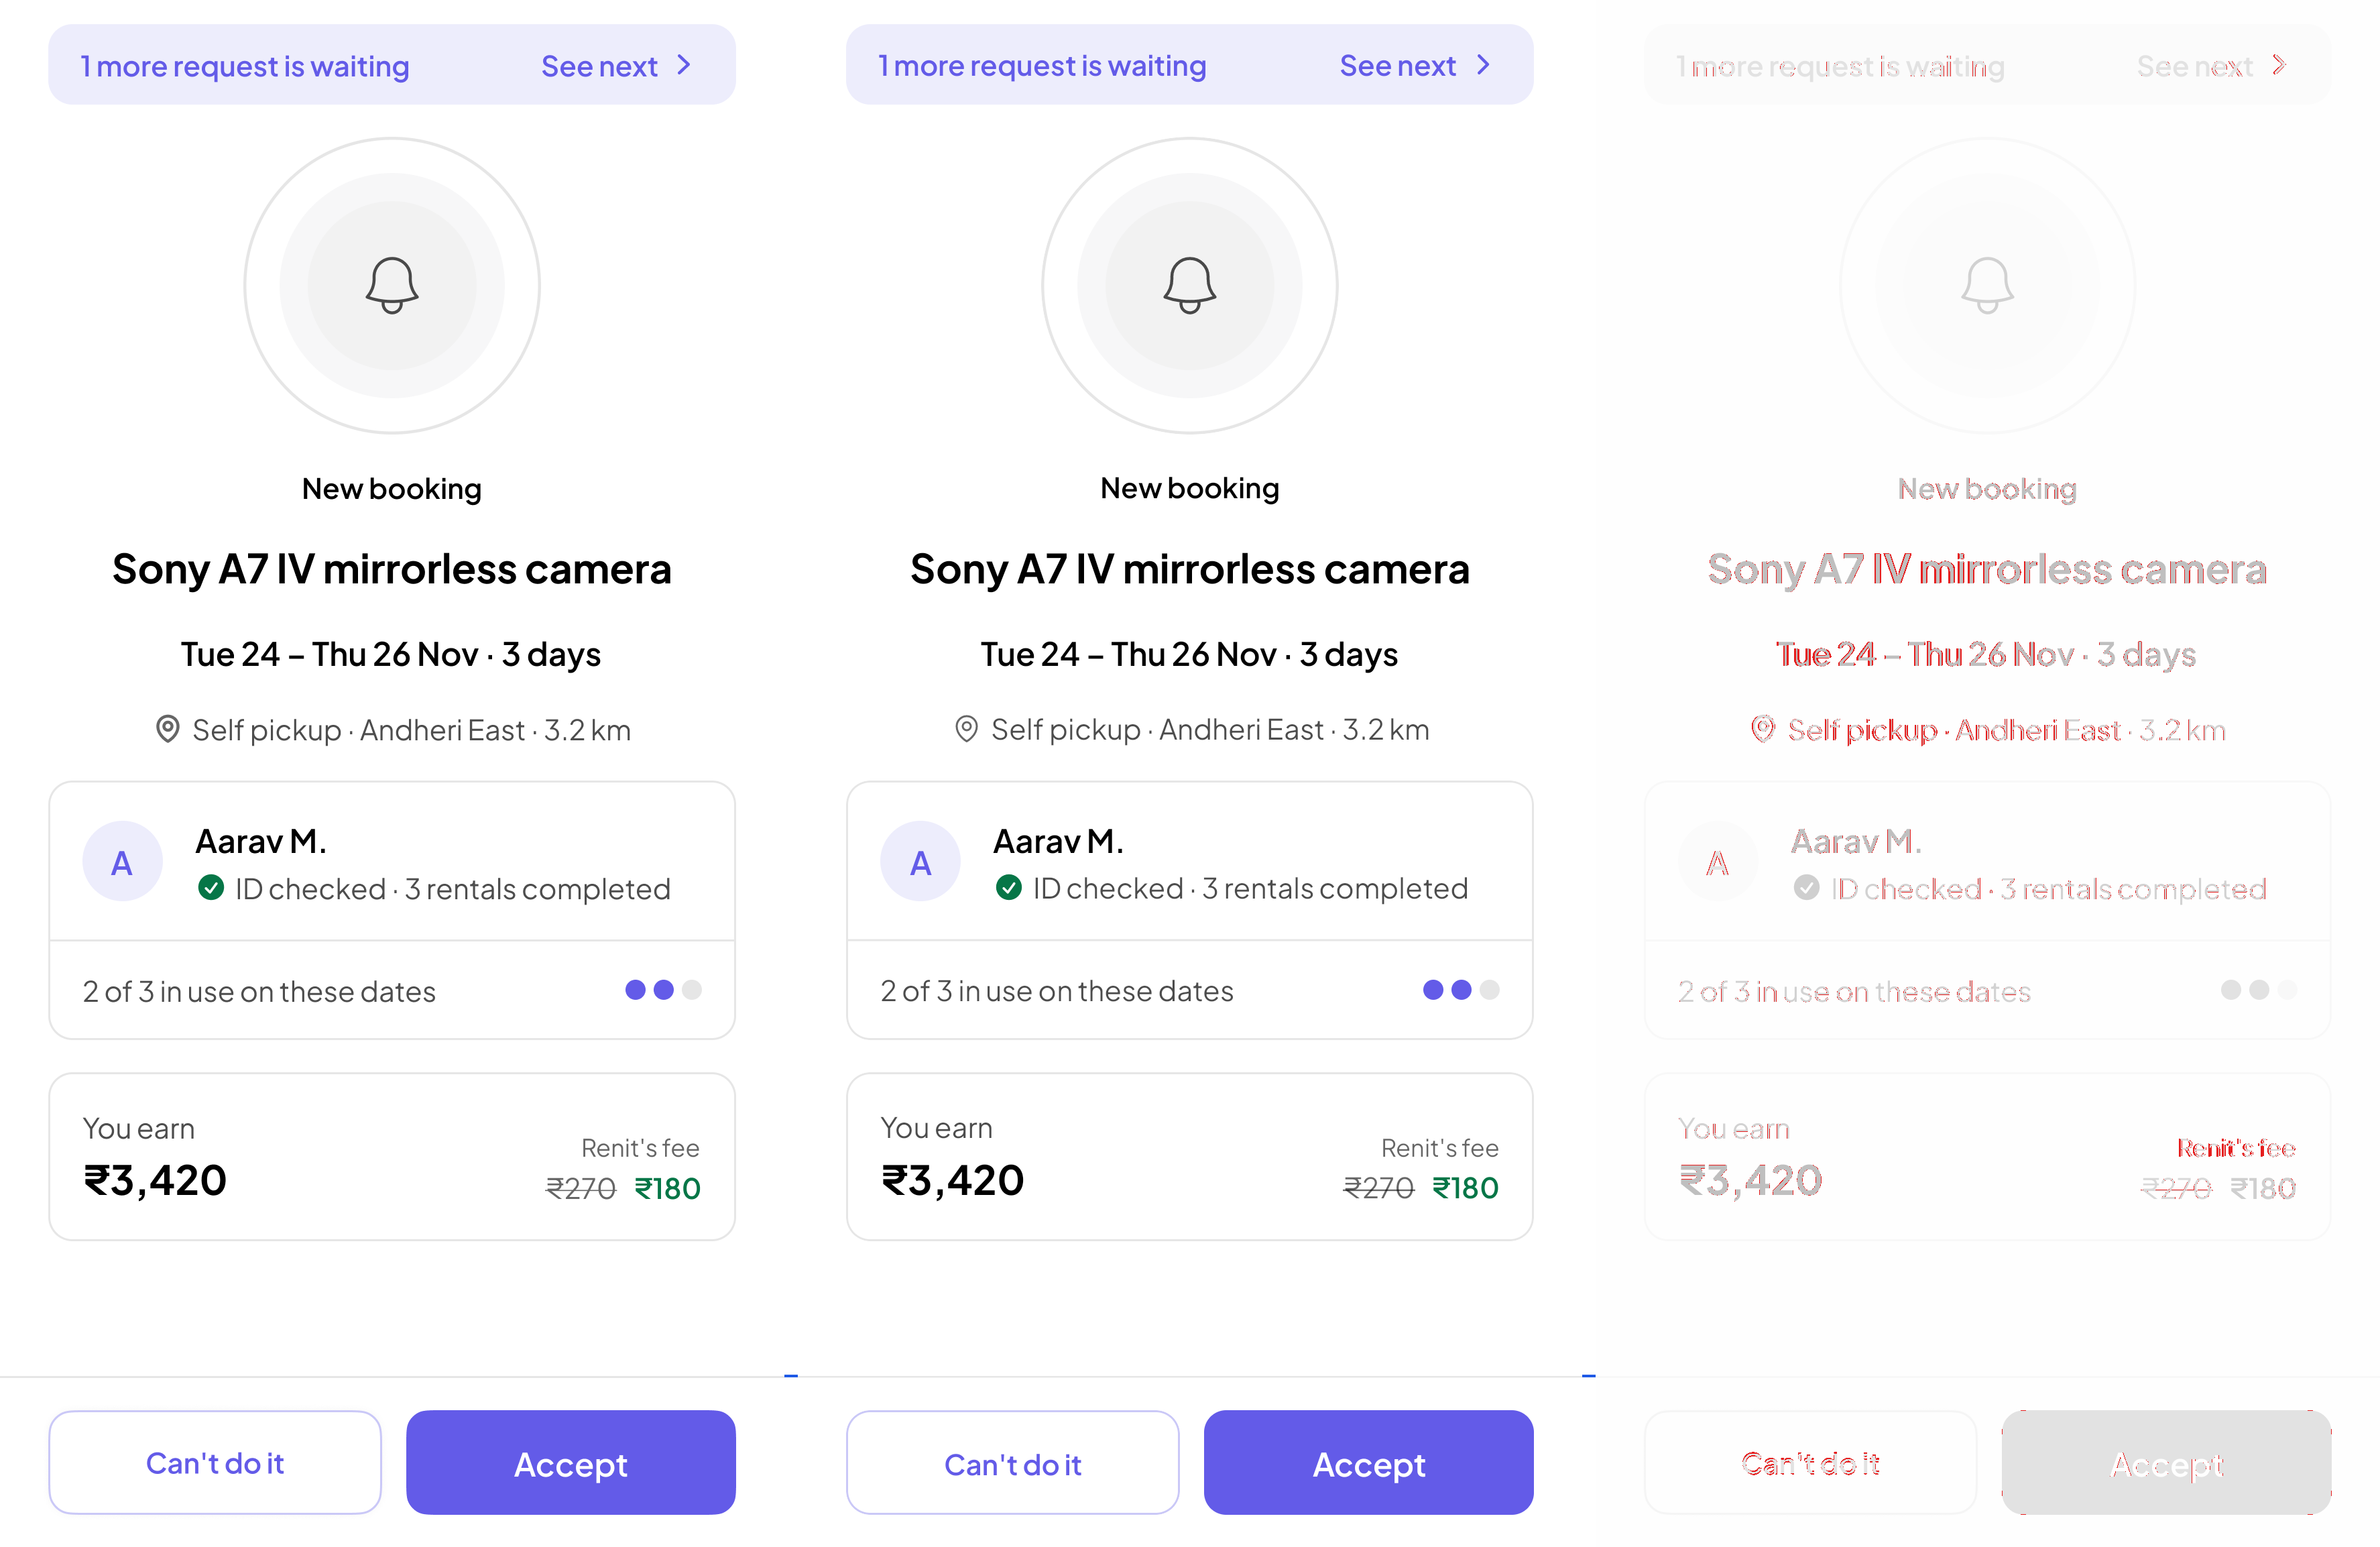 1 more request is waiting See next
New booking
Sony A7 IV mirrorless camera
Tue 24 – Thu 26 Nov · 3 days
Self pickup · Andheri East · 3.2 km
A
Aarav M.
ID checked · 3 rentals completed
2 of 3 in use on these dates
You earn
₹3,420
Renit's fee
₹270 ₹180
Can't do it
Accept
1 more request is waiting See next
New booking
Sony A7 IV mirrorless camera
Tue 24 – Thu 26 Nov · 3 days
Self pickup · Andheri East · 3.2 km
A
Aarav M.
ID checked · 3 rentals completed
2 of 3 in use on these dates
You earn
₹3,420
Renit's fee
₹270 ₹180
Can't do it
Accept
1 more request is waiting See next
New booking
Sony A7 IV mirrorless camera
Tue 24 – Thu 26 Nov · 3 days
Self pickup · Andheri East · 3.2 km
A
Aarav M.
ID checked · 3 rentals completed
2 of 3 in use on these dates
You earn
₹3,420
Renit's fee
₹270 ₹180
Can't do it
Accept